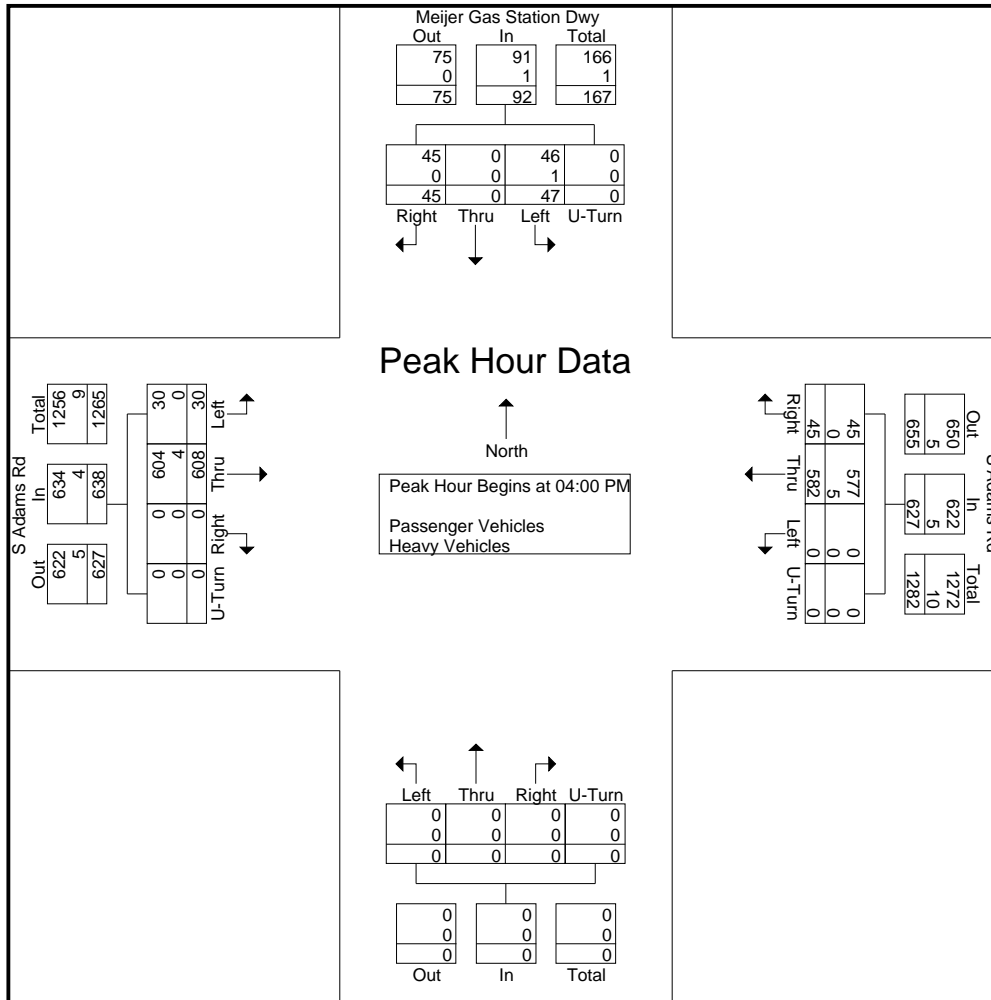 Meijer Gas Station Dwy
Out In Total
75 91 166
0 1 1
75 92 167
45 0 46 0
0 0 1 0
45 0 47 0
Right Thru Left U-Turn
Peak Hour Data
North
Peak Hour Begins at 04:00 PM
Passenger Vehicles
Heavy Vehicles
S Adams Rd
Out In Total
622 634 1256
5 4 9
627 638 1265
U-Turn Right Thru Left
0 0 604 30
0 0 4 0
0 0 608 30
S Adams Rd
Out In Total
650 622 1272
5 5 10
655 627 1282
Right Thru Left U-Turn
45 577 0 0
0 5 0 0
45 582 0 0
Left Thru Right U-Turn
0 0 0 0
0 0 0 0
0 0 0 0
0 0 0
0 0 0
0 0 0
Out In Total